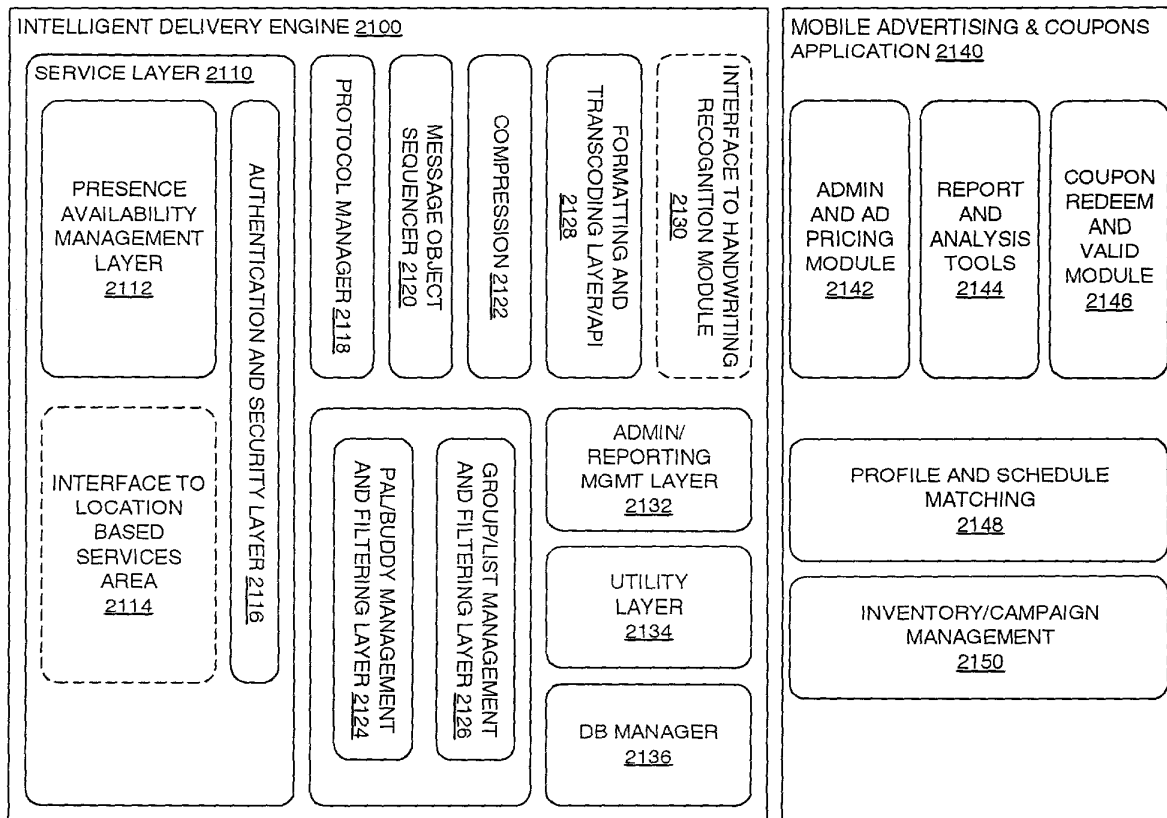 INTELLIGENT DELIVERY ENGINE 2100
SERVICE LAYER 2110
PRESENCE
AVAILABILITY
MANAGEMENT
LAYER
2112
INTERFACE TO
LOCATION
BASED
SERVICES
AREA
2114
AUTHENTICATION AND SECURITY LAYER 2116
PROTOCOL MANAGER 2118
MESSAGE OBJECT
SEQUENCER 2120
COMPRESSION 2122
FORMATTING AND
TRANSCODING LAYER/API
2128
INTERFACE TO HANDWRITING
RECOGNITION MODULE
2130
PAL/BUDDY MANAGEMENT
AND FILTERING LAYER 2124
GROUP/LIST MANAGEMENT
AND FILTERING LAYER 2126
ADMIN/
REPORTING
MGMT LAYER
2132
UTILITY
LAYER
2134
DB MANAGER
2136
MOBILE ADVERTISING & COUPONS
APPLICATION 2140
ADMIN
AND AD
PRICING
MODULE
2142
REPORT
AND
ANALYSIS
TOOLS
2144
COUPON
REDEEM
AND
VALID
MODULE
2146
PROFILE AND SCHEDULE
MATCHING
2148
INVENTORY/CAMPAIGN
MANAGEMENT
2150